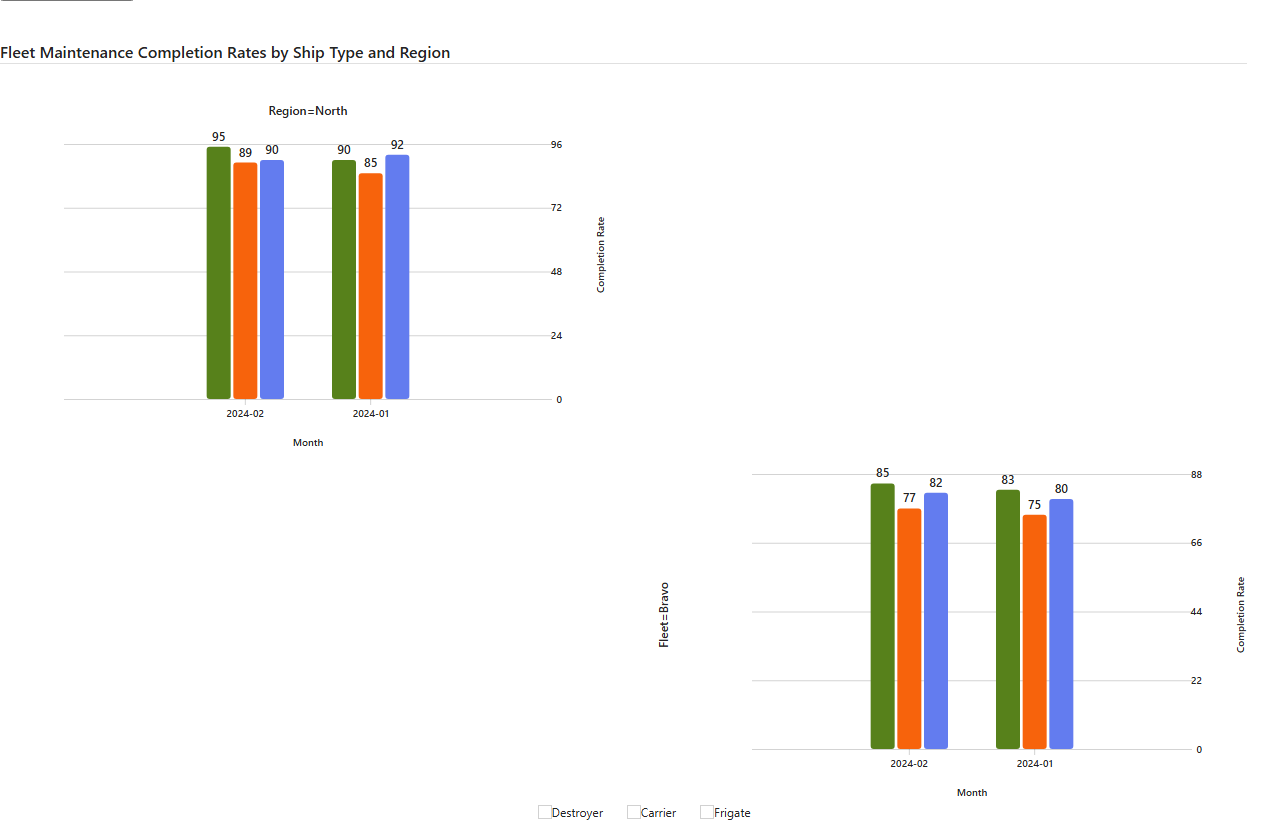 Fleet Maintenance Completion Rates by Ship Type and Region
Region=North
95
89
90
90
85
92
96
72
48
24
0
Completion Rate
2024-02
2024-01
Month
85
77
82
83
75
80
88
66
44
22
0
Fleet=Bravo
Completion Rate
2024-02
2024-01
Month
Destroyer
Carrier
Frigate